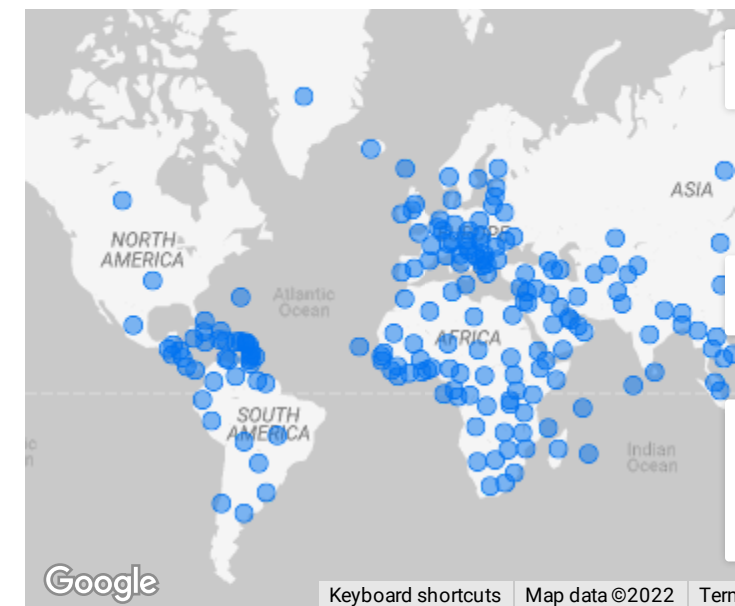 ASIA
NORTH
AMERICA
Atlantic
Ocean
AFRICA
SOUTH
AMERICA
Indian
Ocean
Google
Keyboard shortcuts
Map data ©2022